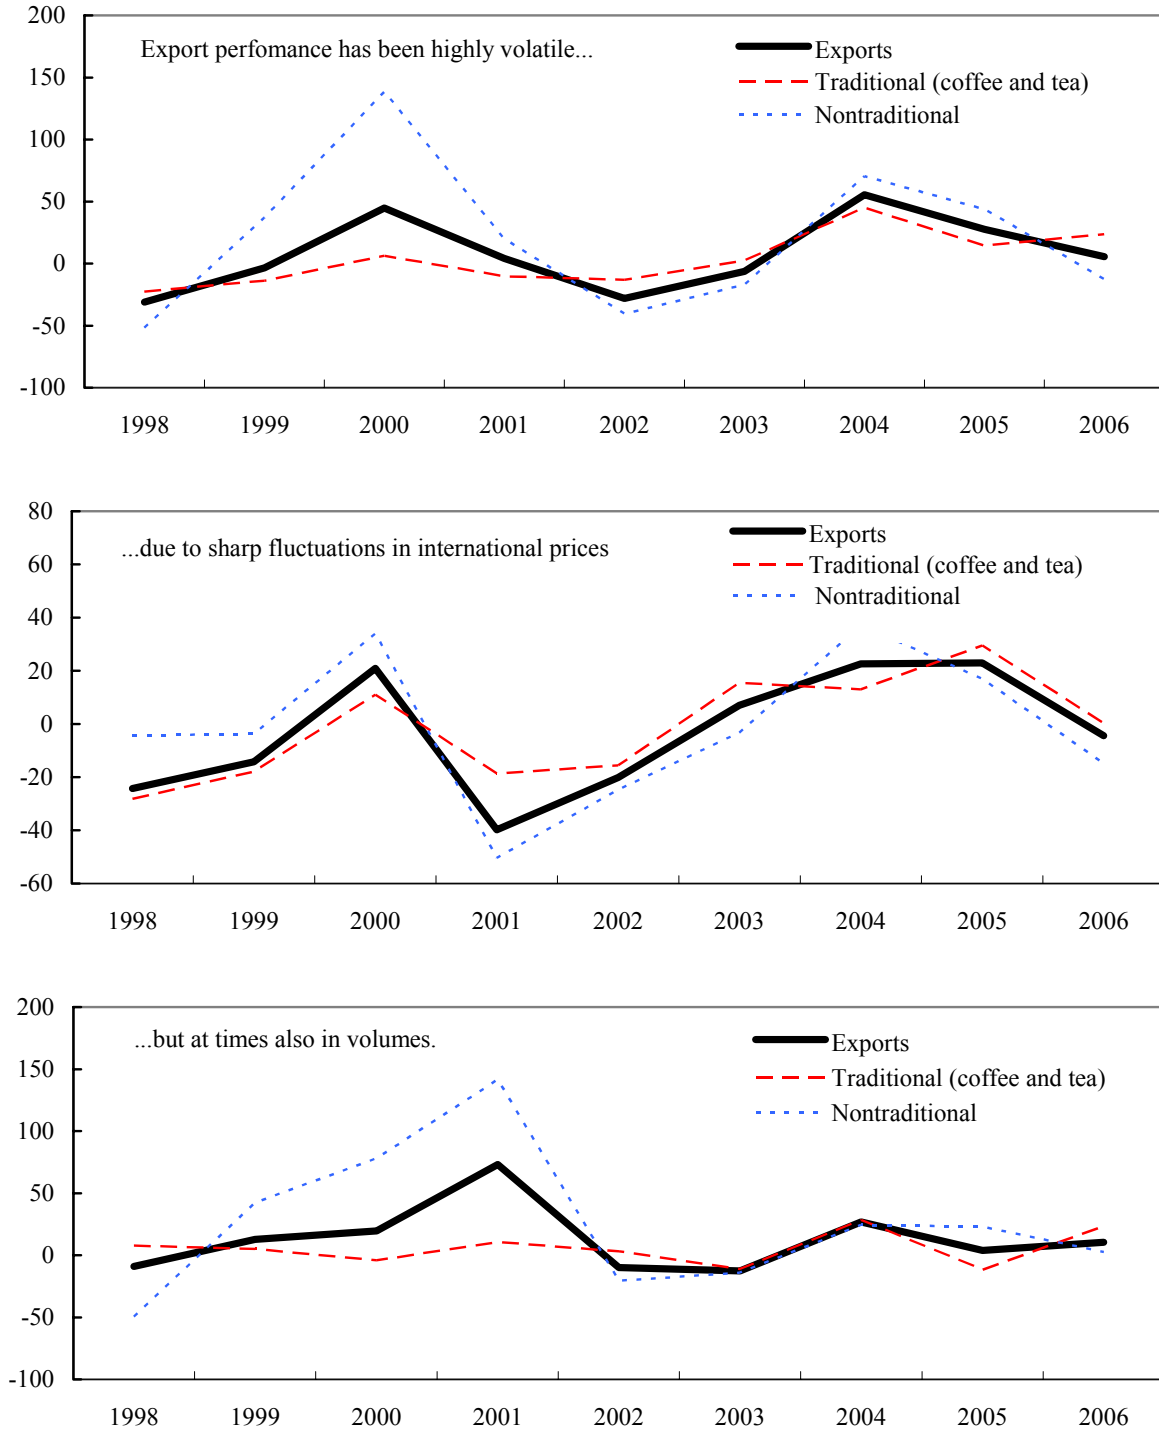 200
Export perfomance has been highly volatile...
Exports
150
Traditional (coffee and tea)
Nontraditional
100
50
0
-50
-100
1998 1999 2000 2001 2002 2003 2004 2005 2006
80
...due to sharp fluctuations in international prices
Exports
60
Traditional (coffee and tea)
Nontraditional
40
20
0
-20
-40
-60
1998 1999 2000 2001 2002 2003 2004 2005 2006
200
...but at times also in volumes.
Exports
150
Traditional (coffee and tea)
Nontraditional
100
50
0
-50
-100
1998 1999 2000 2001 2002 2003 2004 2005 2006